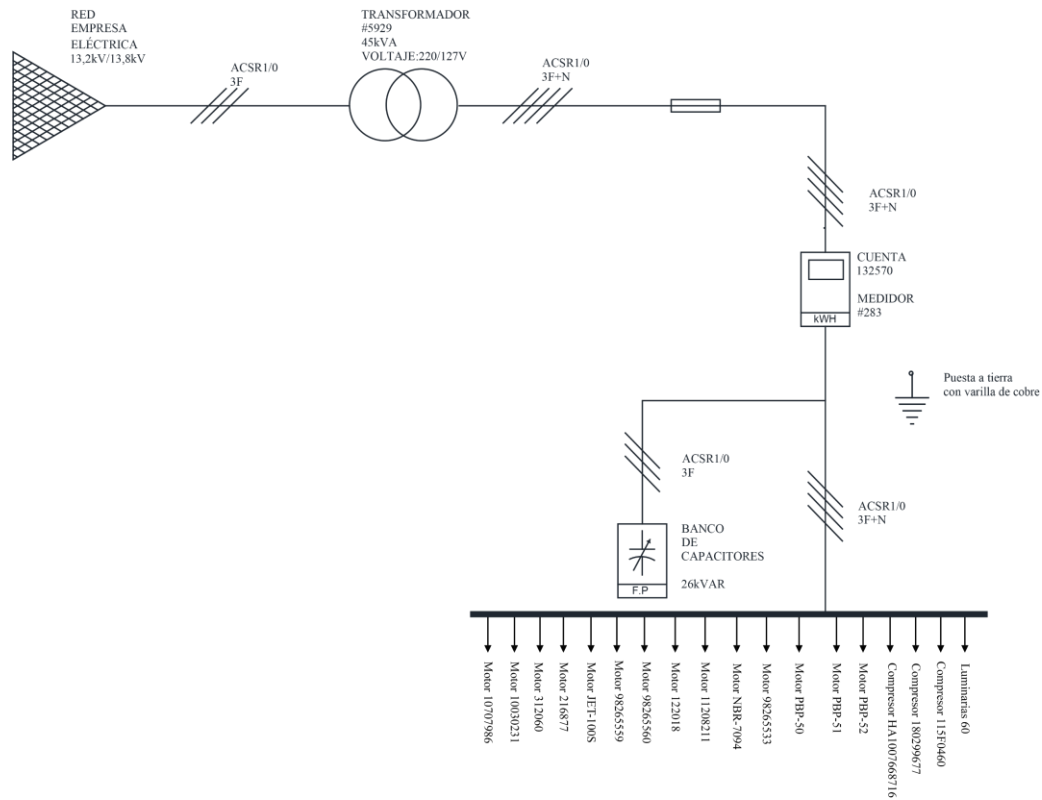 RED
EMPRESA
ELÉCTRICA
13,2kV/13,8kV
ACSR1/0
3F
TRANSFORMADOR
#5929
45kVA
VOLTAJE:220/127V
ACSR1/0
3F+N
ACSR1/0
3F+N
CUENTA
132570
MEDIDOR
#283
kWH
Puesta a tierra
con varilla de cobre
ACSR1/0
3F
ACSR1/0
3F+N
BANCO
DE
CAPACITORES
26kVAR
F.P
Motor 10707986
Motor 10030231
Motor 312060
Motor 216877
Motor JET-100S
Motor 98265559
Motor 98265560
Motor 122018
Motor 11208211
Motor NBR-7094
Motor 98265533
Motor PBP-50
Motor PBP-51
Motor PBP-52
Compresor HA1007668716
Compresor 180299677
Compresor 115F0460
Luminarias 60